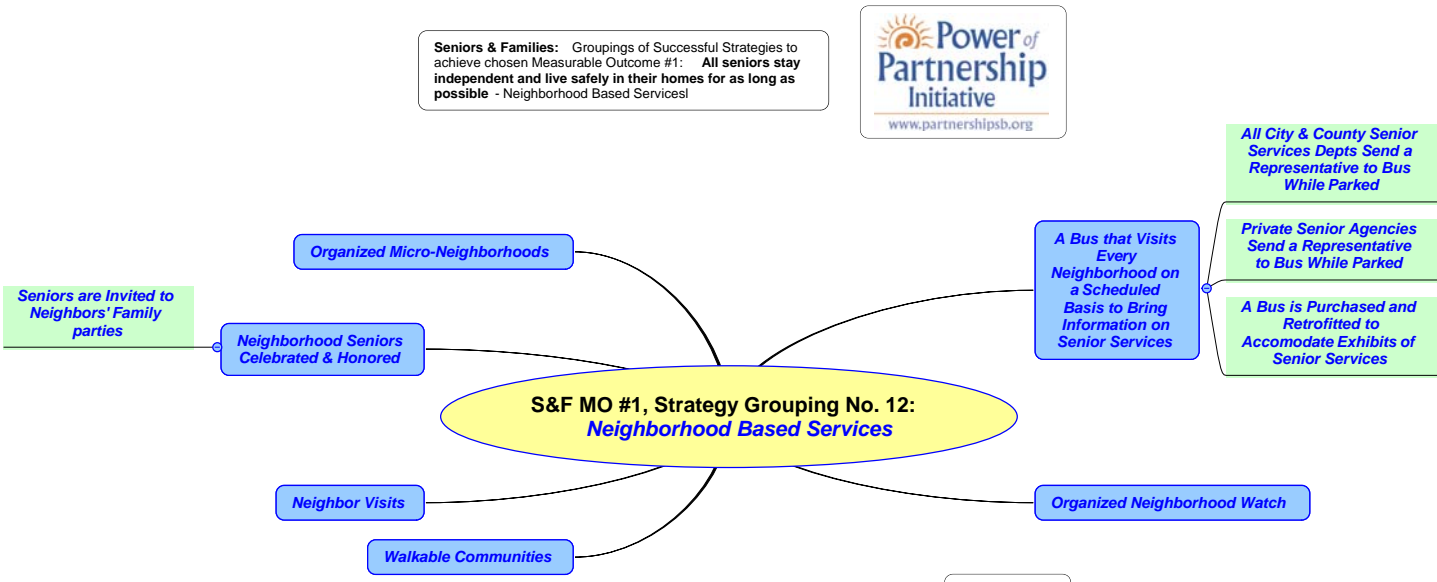 Seniors & Families: Groupings of Successful Strategies to
achieve chosen Measurable Outcome #1: All seniors stay
independent and live safely in their homes for as long as
possible - Neighborhood Based Servicesl
Power of
Partnership
Initiative
www.partnershipsb.org
All City & County Senior
Services Depts Send a
Representative to Bus
While Parked
Private Senior Agencies
Send a Representative
to Bus While Parked
A Bus is Purchased and
Retrofitted to
Accomodate Exhibits of
Senior Services
A Bus that Visits
Every
Neighborhood on
a Scheduled
Basis to Bring
Information on
Senior Services
Organized Micro-Neighborhoods
Seniors are Invited to
Neighbors' Family
parties
Neighborhood Seniors
Celebrated & Honored
S&F MO #1, Strategy Grouping No. 12:
Neighborhood Based Services
Neighbor Visits
Organized Neighborhood Watch
Walkable Communities